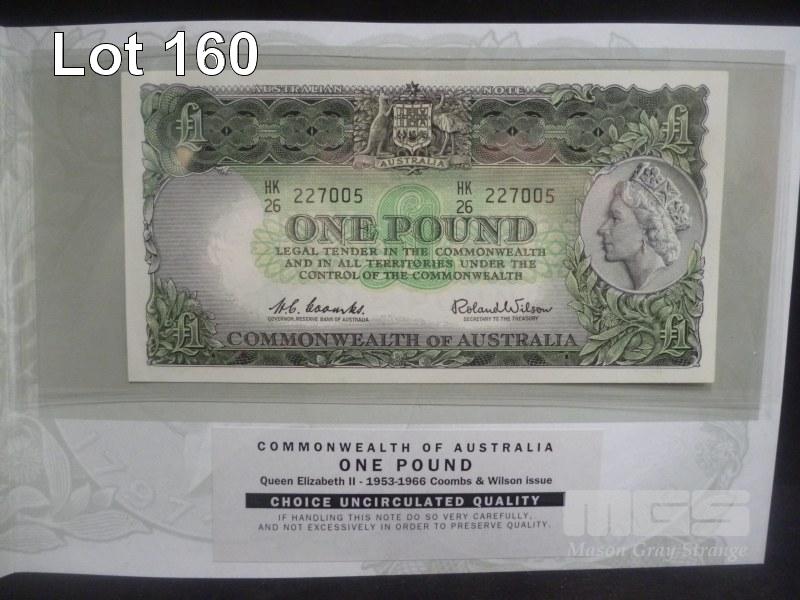 Lot 160
AUSTRALIAN NOTE
£1 £1
AUSTRALIA
HK 26 227005 HK 26 227005
ONE POUND
LEGAL TENDER IN THE COMMONWEALTH
AND IN ALL TERRITORIES UNDER THE
CONTROL OF THE COMMONWEALTH
H.C. Coombs. Roland Wilson
GOVERNOR, RESERVE BANK OF AUSTRALIA SECRETARY TO THE TREASURY
£1 £1
COMMONWEALTH OF AUSTRALIA
COMMONWEALTH OF AUSTRALIA
ONE POUND
Queen Elizabeth II - 1953-1966 Coombs & Wilson issue
CHOICE UNCIRCULATED QUALITY
IF HANDLING THIS NOTE DO SO VERY CAREFULLY,
AND NOT EXCESSIVELY IN ORDER TO PRESERVE QUALITY.
MGS
Mason Gray Strange